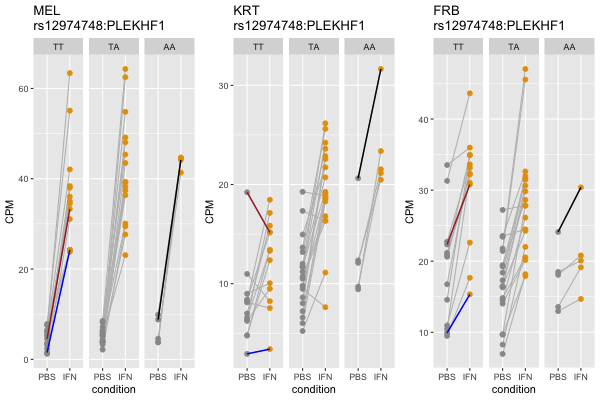 MEL
rs12974748:PLEKHF1
TT TA AA
60
40
20
0
CPM
PBS IFN PBS IFN PBS IFN
condition
KRT
rs12974748:PLEKHF1
TT TA AA
30
20
10
CPM
PBS IFN PBS IFN PBS IFN
condition
FRB
rs12974748:PLEKHF1
TT TA AA
40
30
20
10
CPM
PBS IFN PBS IFN PBS IFN
condition